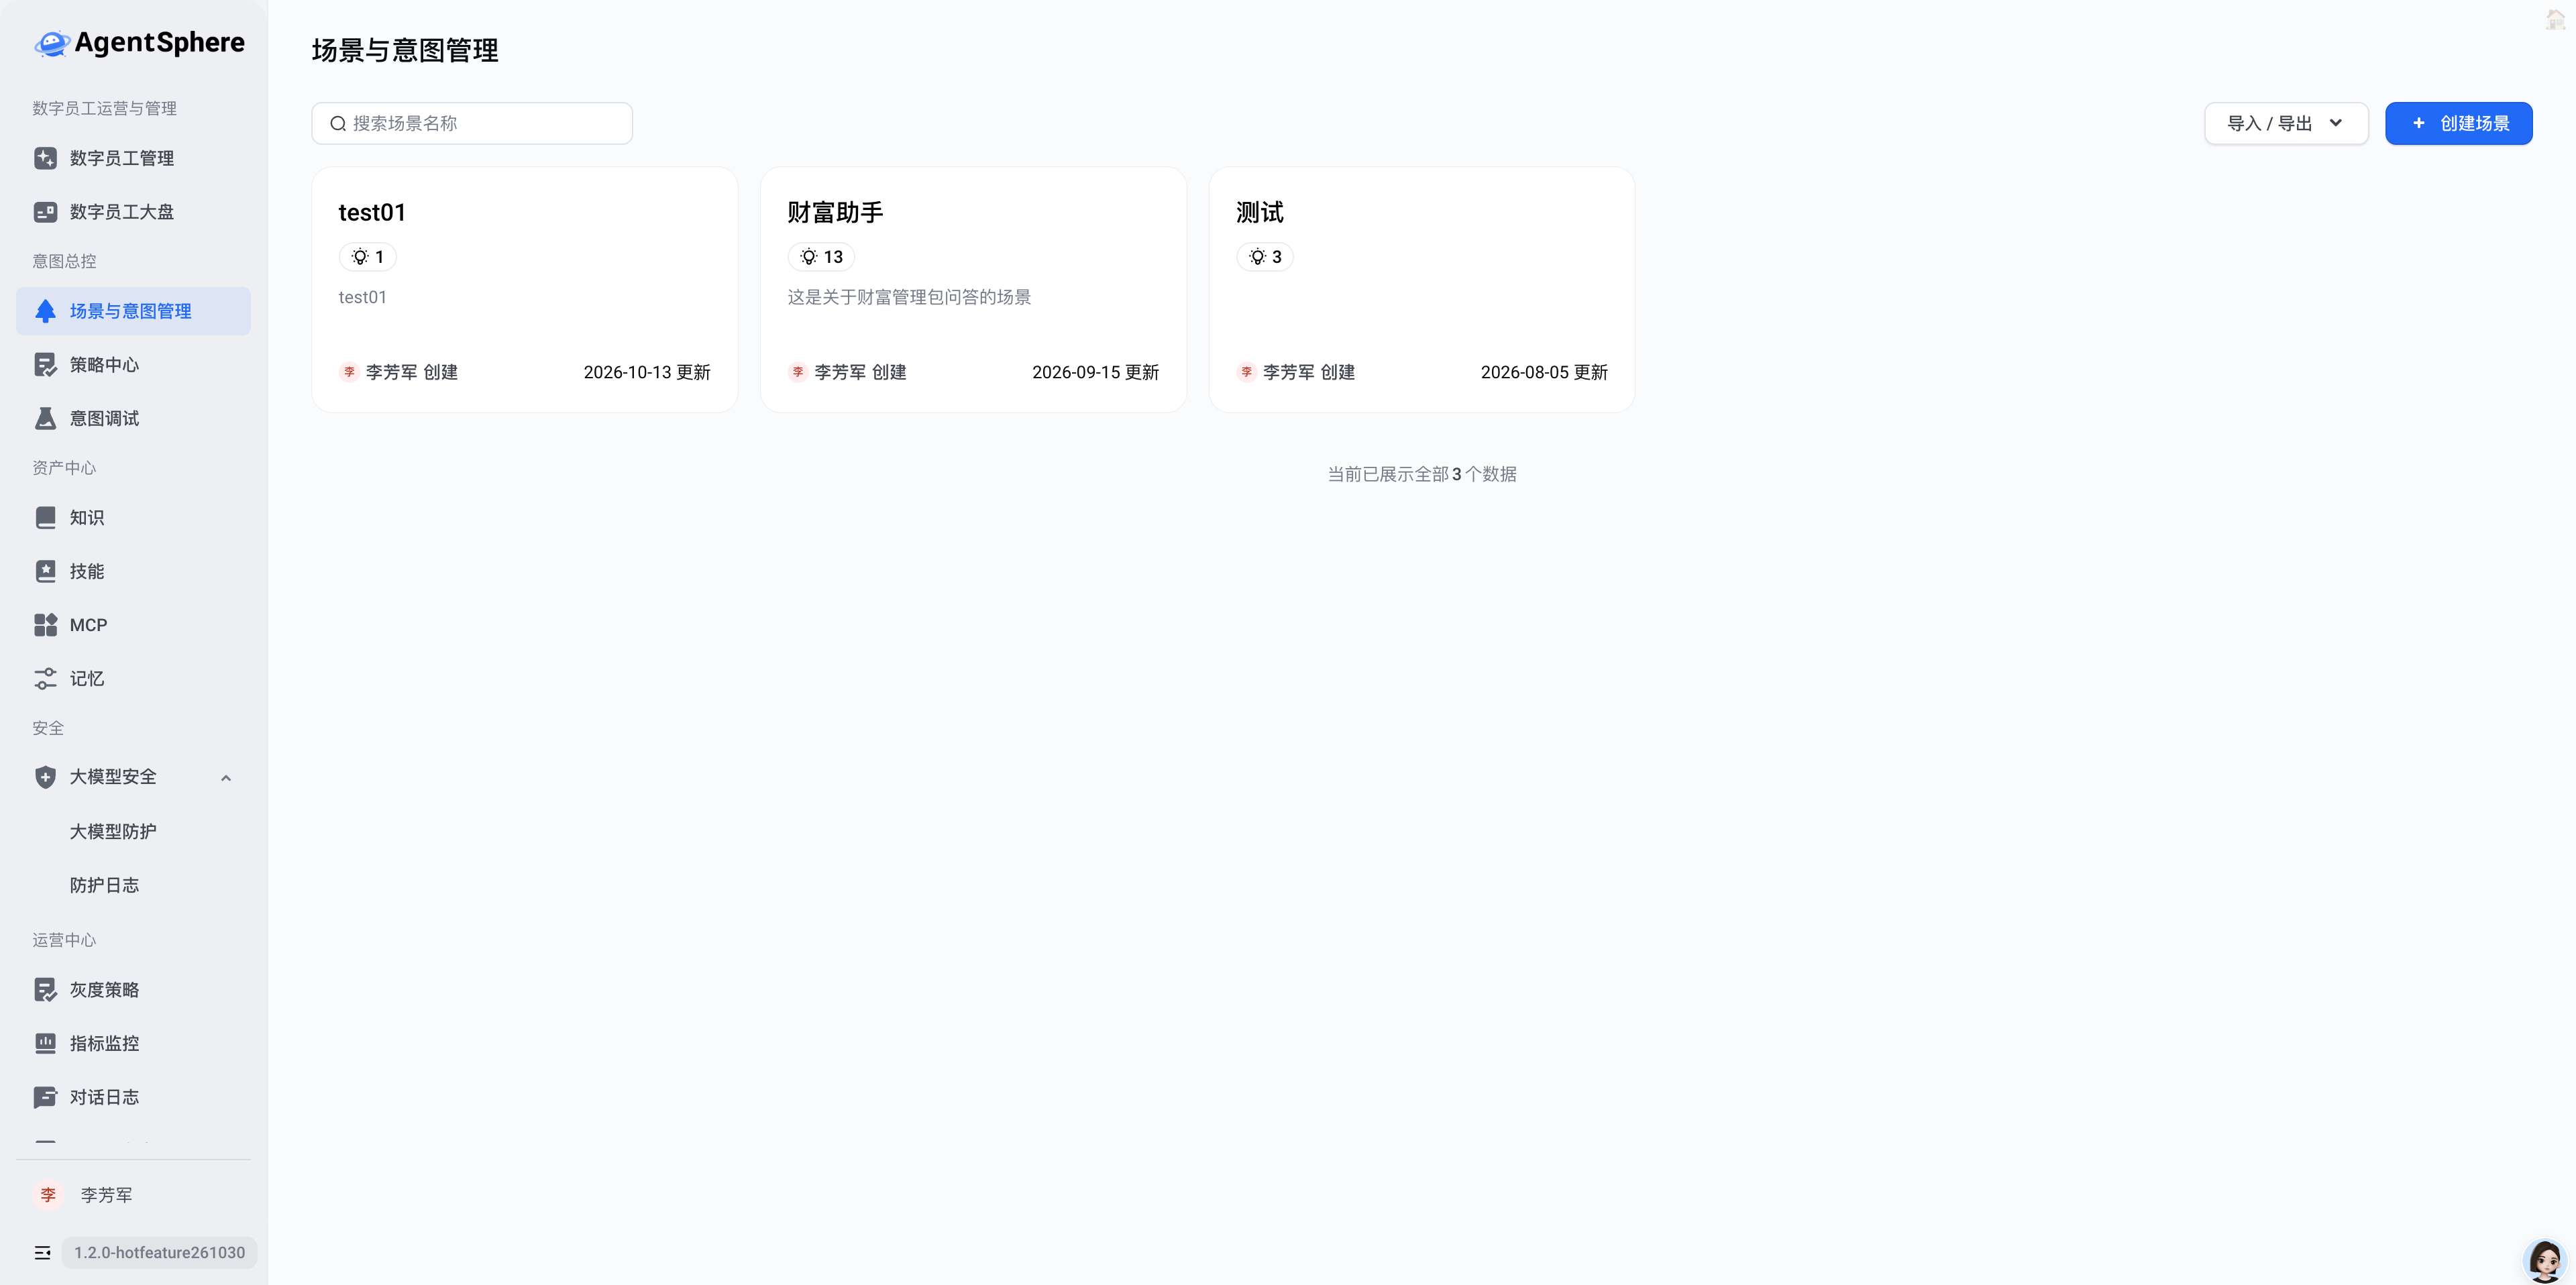 AgentSphere
数字员工运营与管理
数字员工管理
数字员工大盘
意图总控
场景与意图管理
策略中心
意图调试
资产中心
知识
技能
MCP
记忆
安全
大模型安全
大模型防护
防护日志
运营中心
灰度策略
指标监控
对话日志
李 李芳军
1.2.0-hotfeature261030
场景与意图管理
搜索场景名称
导入 / 导出
+ 创建场景
test01
1
test01
李 李芳军 创建 2026-10-13 更新
财富助手
13
这是关于财富管理包问答的场景
李 李芳军 创建 2026-09-15 更新
测试
3
李 李芳军 创建 2026-08-05 更新
当前已展示全部 3 个数据